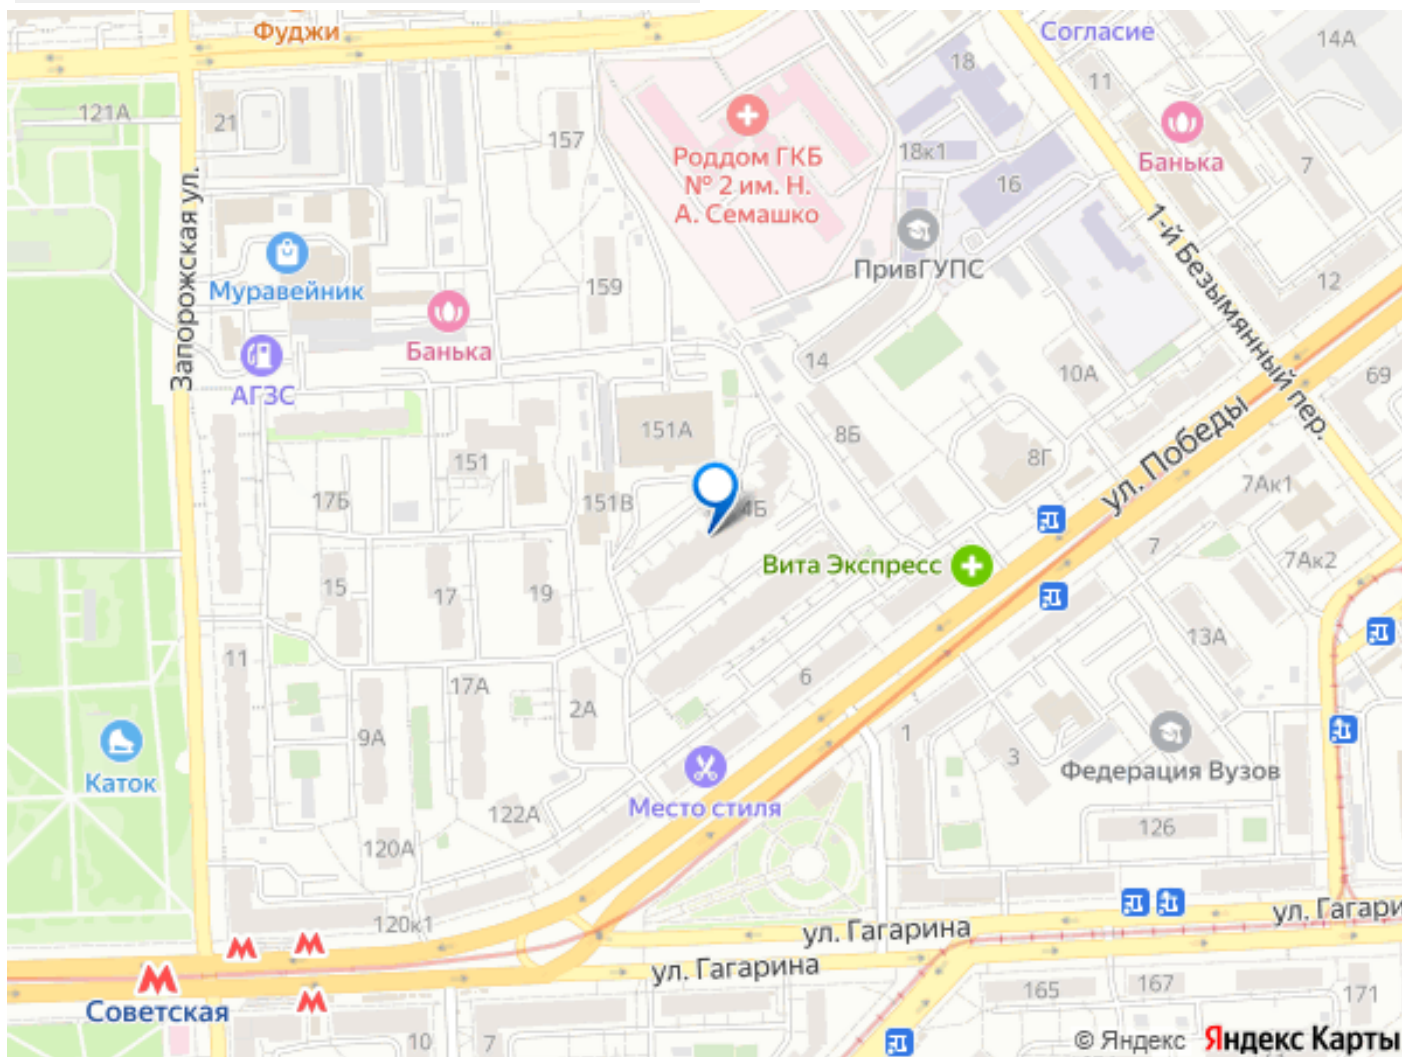 Фуджи
Согласие
14А
18
11
121А
21
157
Банька
7
Роддом ГКБ
№ 2 им. Н.
А. Семашко
18к1
16
Запорожская ул.
1-й Безымянный пер.
ПривГУПС
Муравейник
159
12
Банька
АГЗС
14
10А
69
151А
8Б
8Г
ул. Победы
151
17Б
151В
4Б
7Ак1
Вита Экспресс
7
7Ак2
15
17
19
13А
11
17А
2А
6
9А
1
3
Федерация Вузов
Каток
Место стиля
122А
126
120А
120к1
ул. Гагарина
ул. Гагари
ул. Гагарина
Советская
165
167
171
10
7
© Яндекс Яндекс Карты